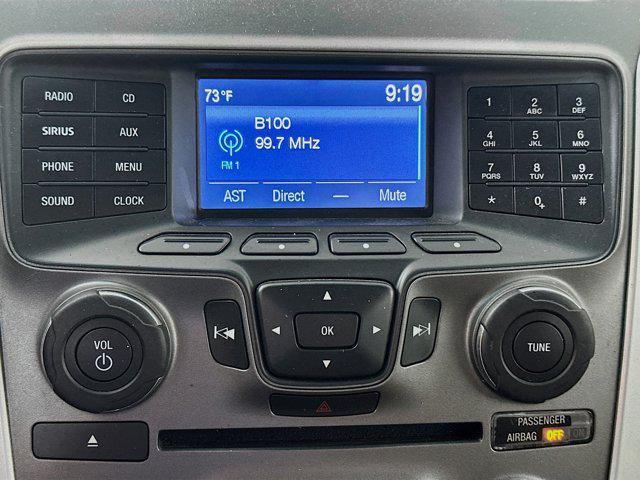 RADIO
CD
SIRIUS
AUX
PHONE
MENU
SOUND
CLOCK
73°F
9:19
B100
99.7 MHz
FM 1
AST Direct — Mute
1
2 ABC
3 DEF
4 GHI
5 JKL
6 MNO
7 PQRS
8 TUV
9 WXYZ
*
0+
#
VOL
OK
TUNE
PASSENGER
AIRBAG OFF ON